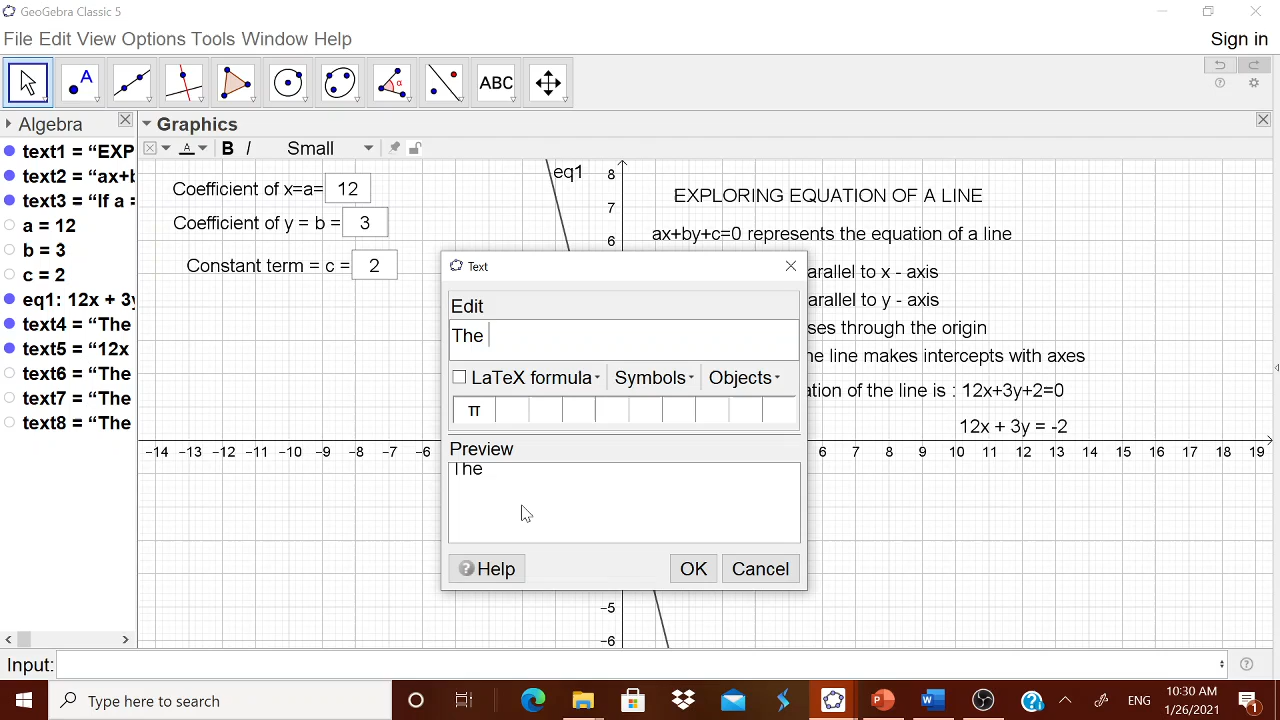 GeoGebra Classic 5
File Edit View Options Tools Window Help
Sign in
A
α
ABC
Algebra
Graphics
A B I Small
text1 = “EXP
text2 = “ax+b
text3 = “If a =
a = 12
b = 3
c = 2
eq1: 12x + 3y
text4 = “The
text5 = “12x
text6 = “The
text7 = “The
text8 = “The
Coefficient of x=a= 12
Coefficient of y = b = 3
Constant term = c = 2
eq1
8
7
6
-14 -13 -12 -11 -10 -9 -8 -7 -6
6 7 8 9 10 11 12 13 14 15 16 17 18 19
-5
-6
EXPLORING EQUATION OF A LINE
ax+by+c=0 represents the equation of a line
arallel to x - axis
arallel to y - axis
ses through the origin
ne line makes intercepts with axes
ation of the line is : 12x+3y+2=0
12x + 3y = -2
Text
Edit
The
LaTeX formula Symbols Objects
π
Preview
The
Help OK Cancel
Input:
Type here to search
ENG
10:30 AM
1/26/2021
1